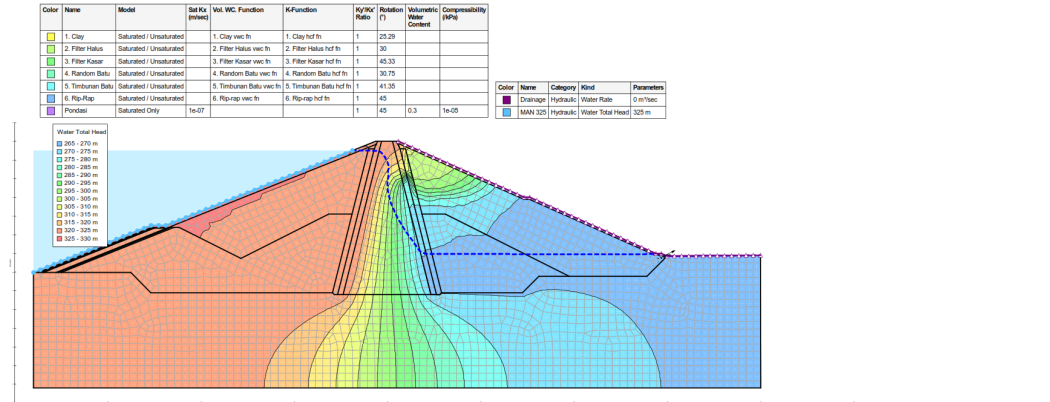 Color Name Model Sat Kx (m/sec) Vol. WC. Function K-Function Ky'/Kx' Ratio Rotation (°) Volumetric Water Content Compressibility (/kPa)
1. Clay Saturated / Unsaturated 1. Clay vwc fn 1. Clay hcf fn 1 25.29
2. Filter Halus Saturated / Unsaturated 2. Filter Halus vwc fn 2. Filter Halus hcf fn 1 30
3. Filter Kasar Saturated / Unsaturated 3. Filter Kasar vwc fn 3. Filter Kasar hcf fn 1 45.33
4. Random Batu Saturated / Unsaturated 4. Random Batu vwc fn 4. Random Batu hcf fn 1 30.75
5. Timbunan Batu Saturated / Unsaturated 5. Timbunan Batu vwc fn 5. Timbunan Batu hcf fn 1 41.35
6. Rip-Rap Saturated / Unsaturated 6. Rip-rap vwc fn 6. Rip-rap hcf fn 1 45
Pondasi Saturated Only 1e-07 1 45 0.3 1e-05
Color Name Category Kind Parameters
Drainage Hydraulic Water Rate 0 m³/sec
MAN 325 Hydraulic Water Total Head 325 m
Water Total Head
265 - 270 m
270 - 275 m
275 - 280 m
280 - 285 m
285 - 290 m
290 - 295 m
295 - 300 m
300 - 305 m
305 - 310 m
310 - 315 m
315 - 320 m
320 - 325 m
325 - 330 m